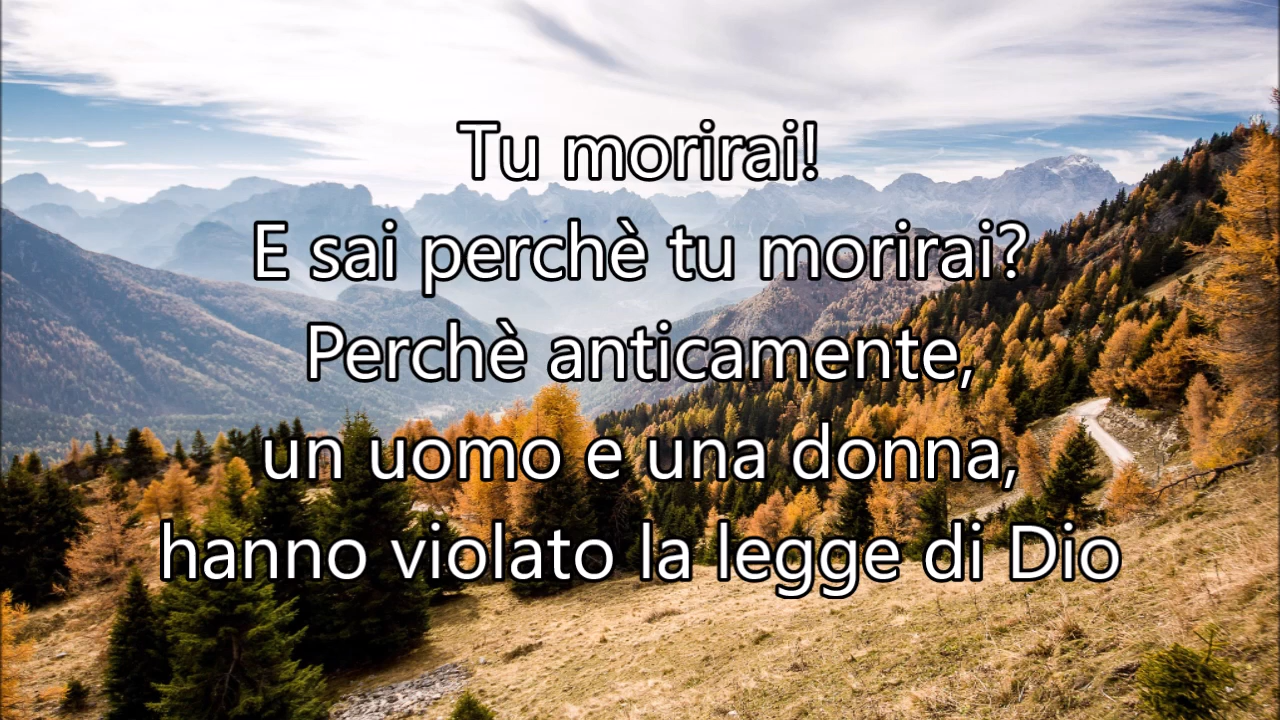 Tu morirai!
E sai perchè tu morirai?
Perchè anticamente,
un uomo e una donna,
hanno violato la legge di Dio